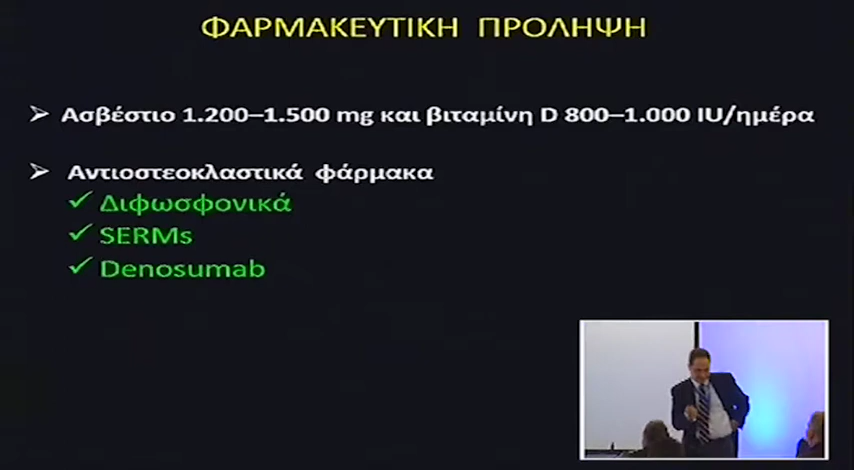 ΦΑΡΜΑΚΕΥΤΙΚΗ ΠΡΟΛΗΨΗ
➢ Ασβέστιο 1.200–1.500 mg και βιταμίνη D 800–1.000 IU/ημέρα
➢ Αντιοστεοκλαστικά φάρμακα
✓ Διφωσφονικά
✓ SERMs
✓ Denosumab